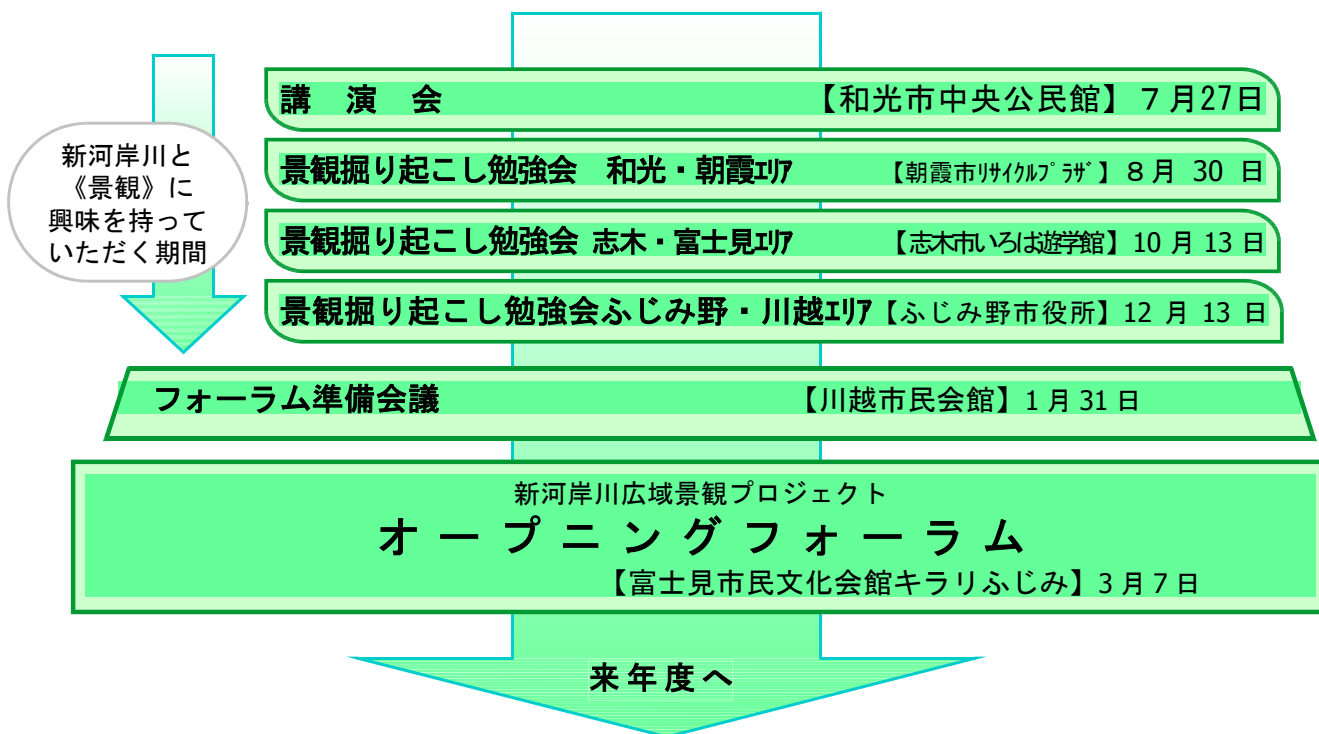 講 演 会 【和光市中央公民館】 7月27日
新河岸川と
《景観》に
興味を持って
いただく期間
景観掘り起こし勉強会 和光・朝霞ｴﾘｱ 【朝霞市ﾘｻｲｸﾙﾌﾟﾗｻﾞ】 8月 30 日
景観掘り起こし勉強会 志木・富士見ｴﾘｱ 【志木市いろは遊学館】 10月 13日
景観掘り起こし勉強会ふじみ野・川越ｴﾘｱ 【ふじみ野市役所】 12 月 13 日
フォーラム準備会議 【川越市民会館】 1月 31 日
新河岸川広域景観プロジェクト
オープニングフォーラム
【富士見市民文化会館キラリふじみ】 3月7日
来年度へ